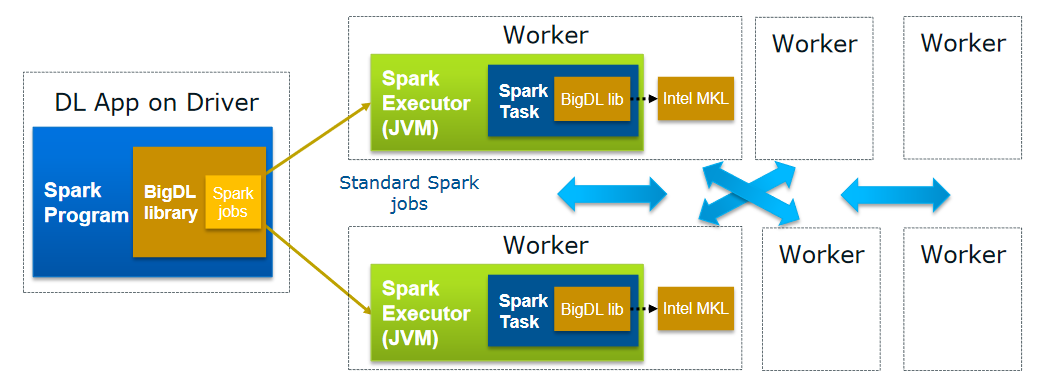 DL App on Driver
Spark
Program
BigDL
library
Spark
jobs
Worker
Spark
Executor
(JVM)
Spark
Task
BigDL lib
Intel MKL
Worker
Worker
Standard Spark
jobs
Worker
Spark
Executor
(JVM)
Spark
Task
BigDL lib
Intel MKL
Worker
Worker